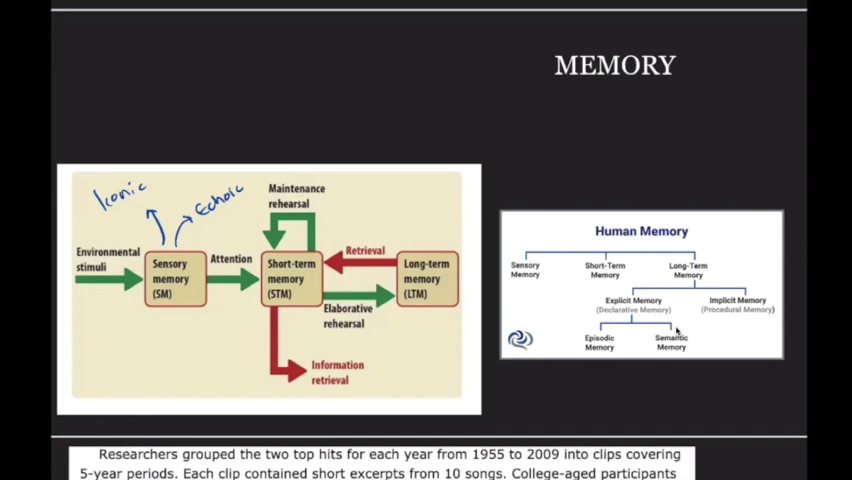 MEMORY
Iconic
Echoic
Maintenance
rehearsal
Environmental
stimuli
Sensory
memory
(SM)
Attention
Short-term
memory
(STM)
Retrieval
Long-term
memory
(LTM)
Elaborative
rehearsal
Information
retrieval
Human Memory
Sensory
Memory
Short-Term
Memory
Long-Term
Memory
Explicit Memory
(Declarative Memory)
Implicit Memory
(Procedural Memory)
Episodic
Memory
Semantic
Memory
Researchers grouped the two top hits for each year from 1955 to 2009 into clips covering
5-year periods. Each clip contained short excerpts from 10 songs. College-aged participants